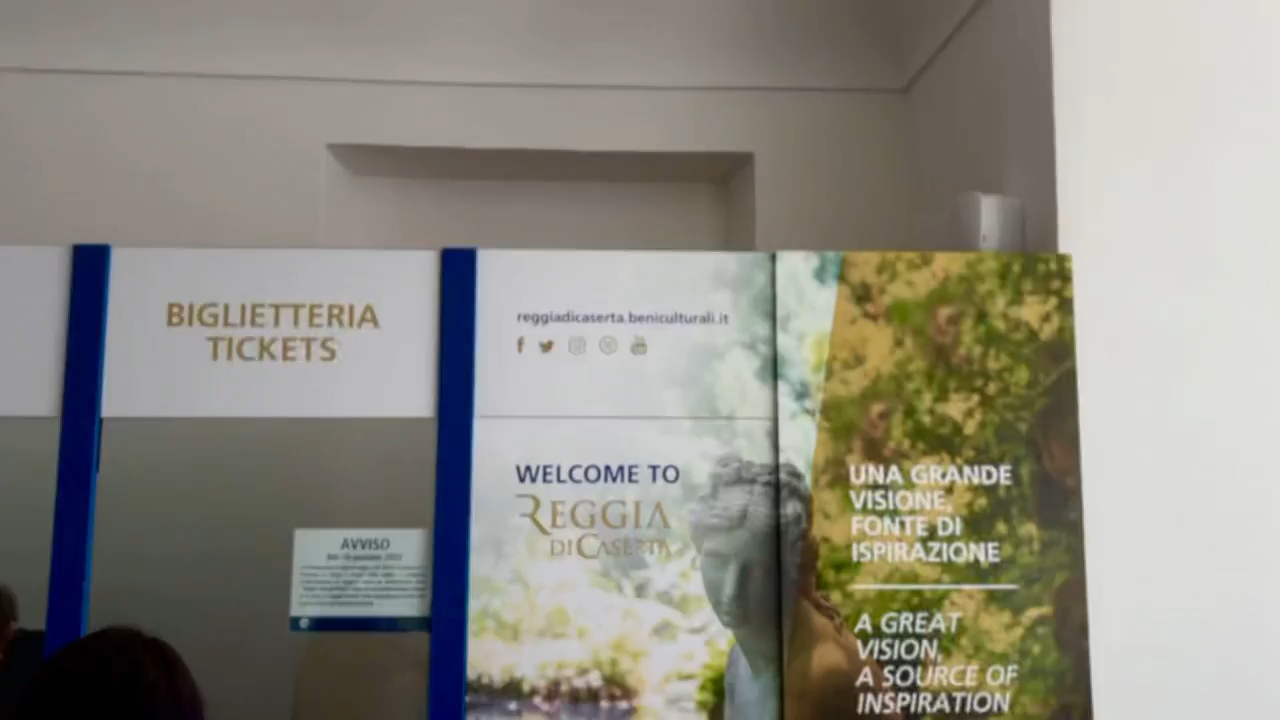 BIGLIETTERIA
TICKETS
reggiadicaserta.beniculturali.it
AVVISO
WELCOME TO
REGGIA
DI CASERTA
UNA GRANDE
VISIONE,
FONTE DI
ISPIRAZIONE
A GREAT
VISION,
A SOURCE OF
INSPIRATION